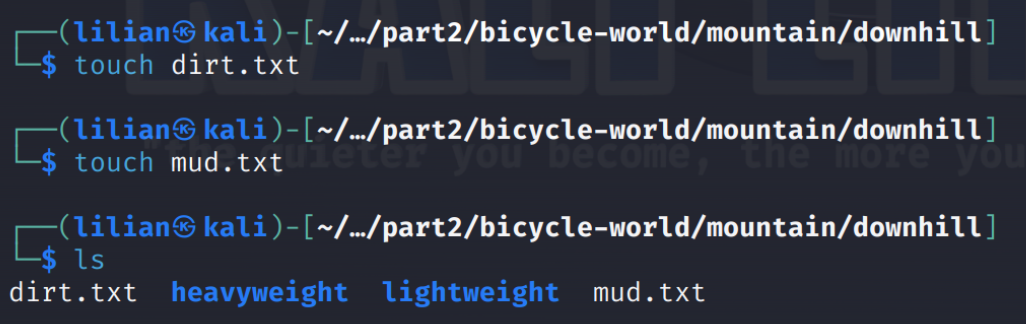 ┌──(lilian㉿kali)-[~/…/part2/bicycle-world/mountain/downhill]
└─$ touch dirt.txt
┌──(lilian㉿kali)-[~/…/part2/bicycle-world/mountain/downhill]
└─$ touch mud.txt
"the quieter you become, the more you
┌──(lilian㉿kali)-[~/…/part2/bicycle-world/mountain/downhill]
└─$ ls
dirt.txt  heavyweight  lightweight  mud.txt